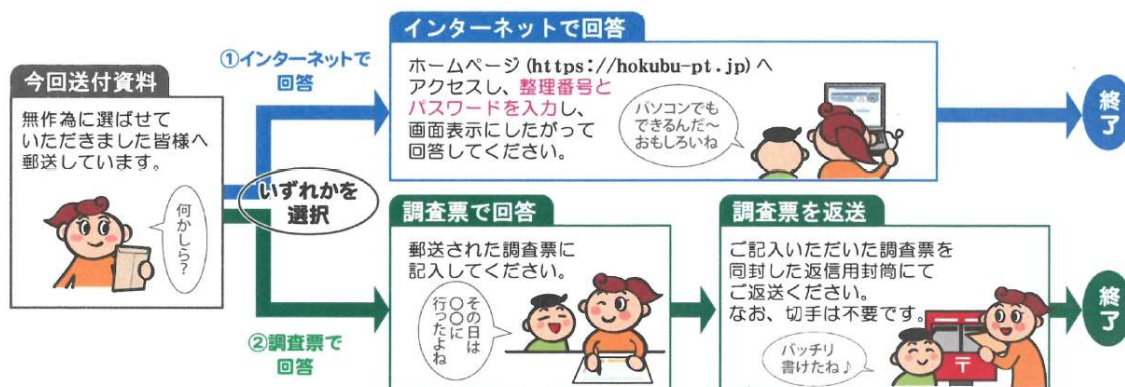 今回送付資料
無作為に選ばせて
いただきました皆様へ
郵送しています。
何かしら？
いずれかを
選択
①インターネットで
回答
インターネットで回答
ホームページ(https://hokubu-pt.jp)へ
アクセスし、整理番号と
パスワードを入力し、
画面表示にしたがって
回答してください。
パソコンでも
できるんだ～
おもしろいね
終了
②調査票で
回答
調査票で回答
郵送された調査票に
記入してください。
その日は
〇〇に
行ったよね
調査票を返送
ご記入いただいた調査票を
同封した返信用封筒にて
ご返送ください。
なお、切手は不要です。
バッチリ
書けたね♪
〒
終了